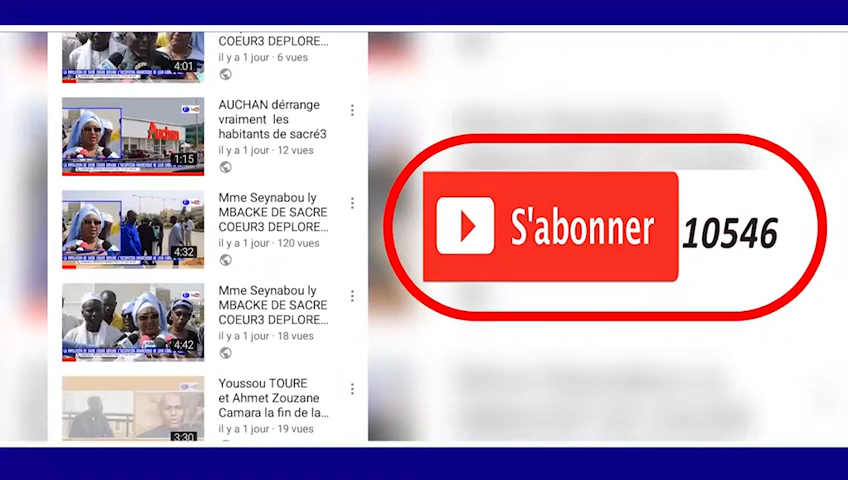 COEUR3 DEPLORE...
il y a 1 jour · 6 vues
4:01
AUCHAN dérrange
vraiment les
habitants de sacré3
il y a 1 jour · 12 vues
Auchan
1:15
Mme Seynabou ly
MBACKE DE SACRE
COEUR3 DEPLORE...
il y a 1 jour · 120 vues
4:32
Mme Seynabou ly
MBACKE DE SACRE
COEUR3 DEPLORE...
il y a 1 jour · 18 vues
4:42
Youssou TOURE
et Ahmet Zouzane
Camara la fin de la...
il y a 1 jour · 19 vues
3:30
S'abonner
10546